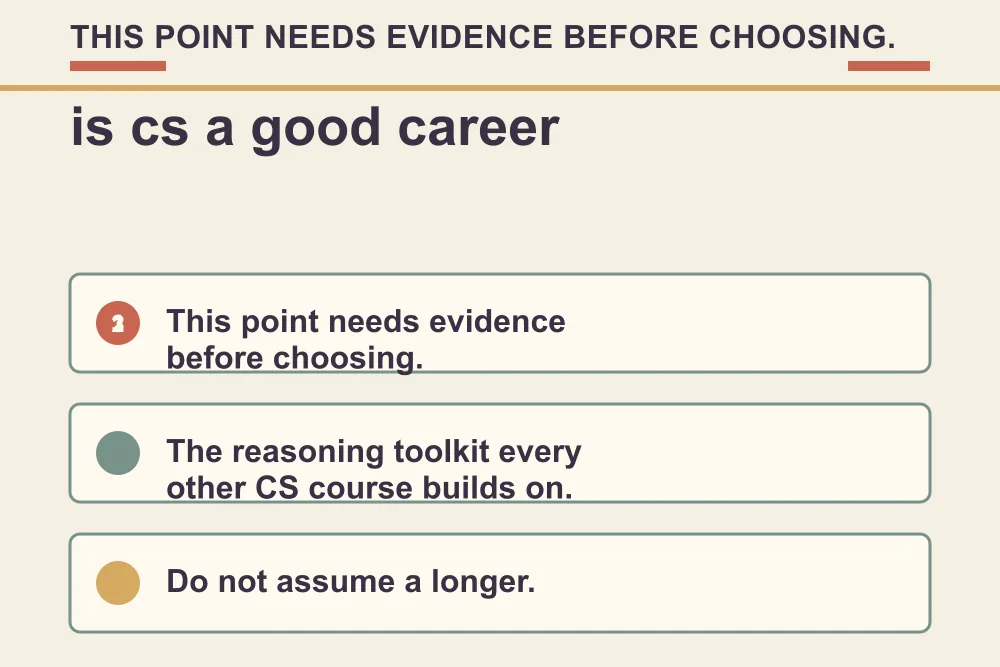 THIS POINT NEEDS EVIDENCE BEFORE CHOOSING.
is cs a good career
This point needs evidence
before choosing.
The reasoning toolkit every
other CS course builds on.
Do not assume a longer.